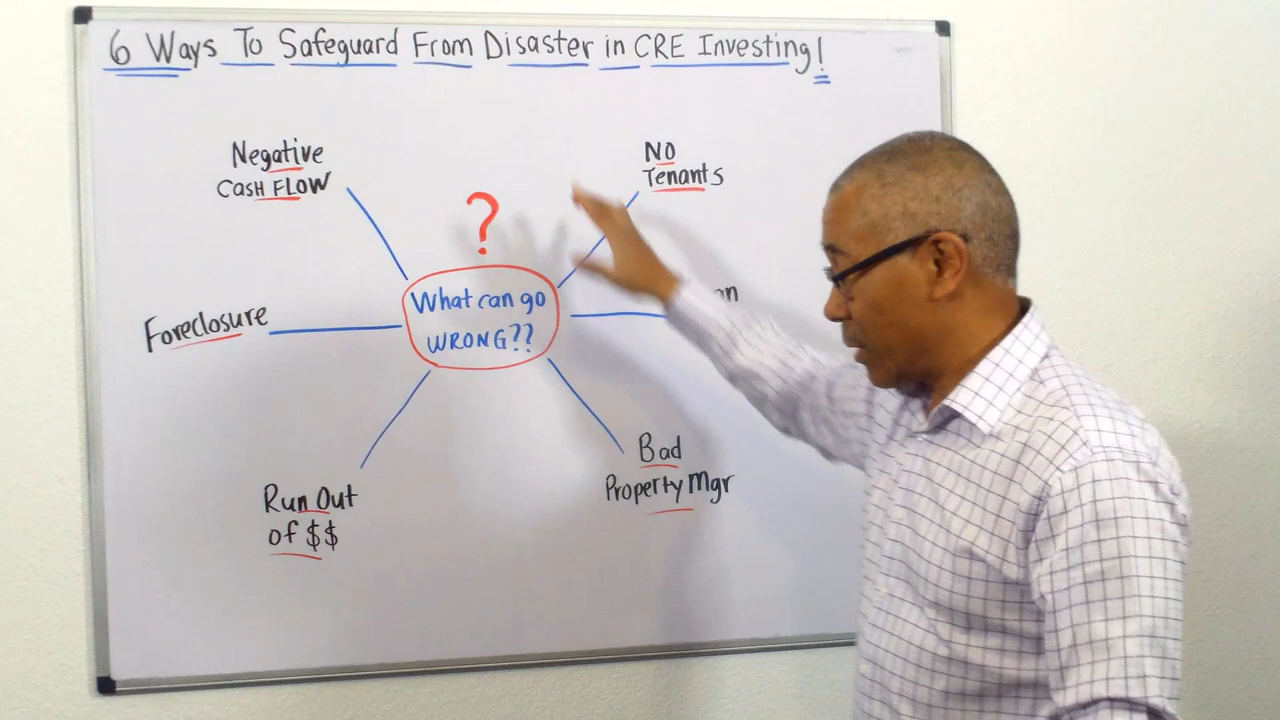 6 Ways To Safeguard From Disaster in CRE Investing!
Negative
CASH FLOW
NO
Tenants
?
What can go
WRONG??
Foreclosure
Bad
Property Mgr
Run Out
of $$